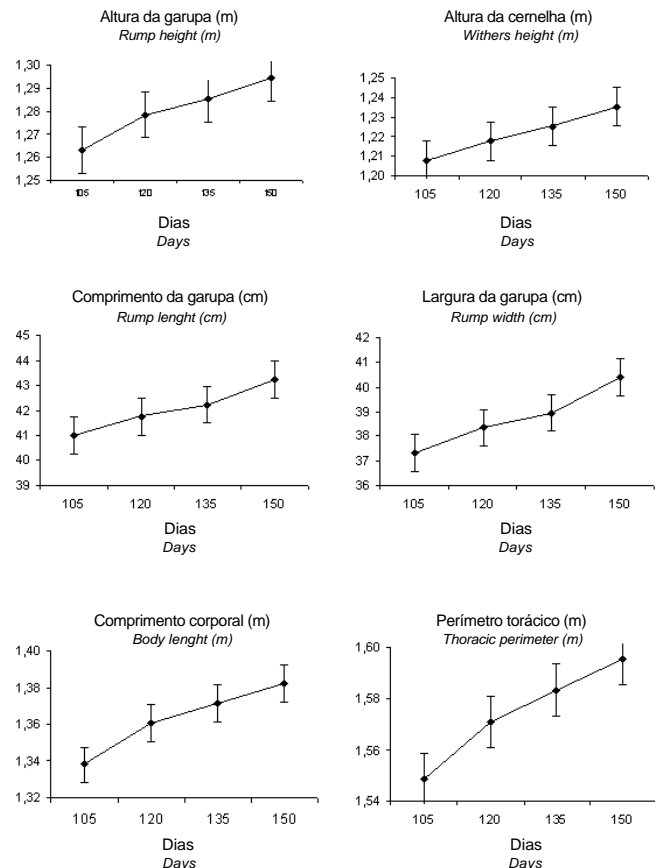 Altura da garupa (m)
Rump height (m)
1,30
1,29
1,28
1,27
1,26
1,25
105 120 135 150
Dias
Days
Altura da cernelha (m)
Withers height (m)
1,25
1,24
1,23
1,22
1,21
1,20
105 120 135 150
Dias
Days
Comprimento da garupa (cm)
Rump lenght (cm)
45
43
42
40
39
105 120 135 150
Dias
Days
Largura da garupa (cm)
Rump width (cm)
42
41
40
39
38
37
36
105 120 135 150
Dias
Days
Comprimento corporal (m)
Body lenght (m)
1,40
1,38
1,36
1,34
1,32
105 120 135 150
Dias
Days
Perímetro torácico (m)
Thoracic perimeter (m)
1,60
1,58
1,56
1,54
105 120 135 150
Dias
Days